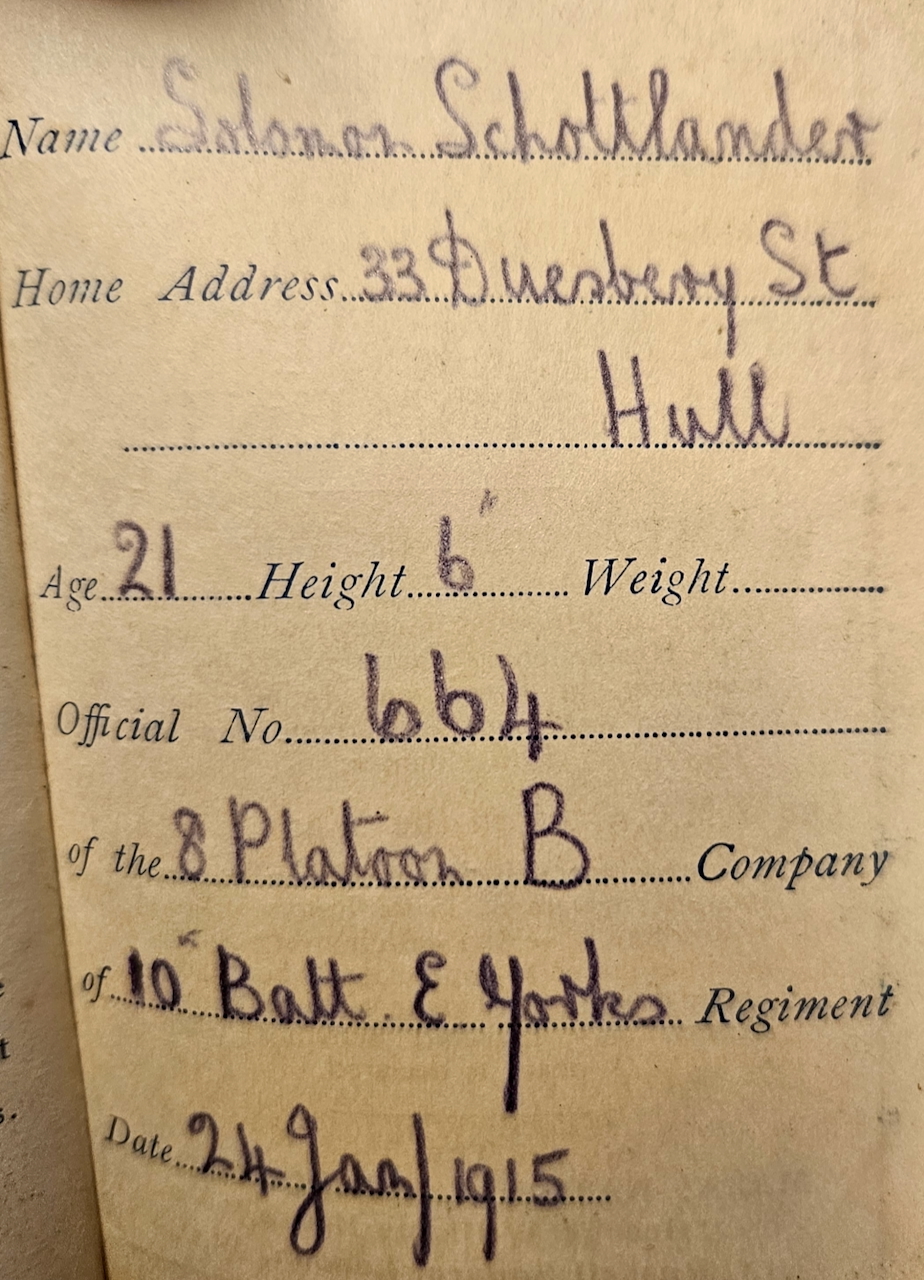 Name Solomon Schottlander
Home Address 33 Duesbery St
Hull
Age 21 Height 6" Weight
Official No. 664
of the 8 Platoon B Company
of 10 Batt. E Yorks Regiment
Date 24 Jan/1915